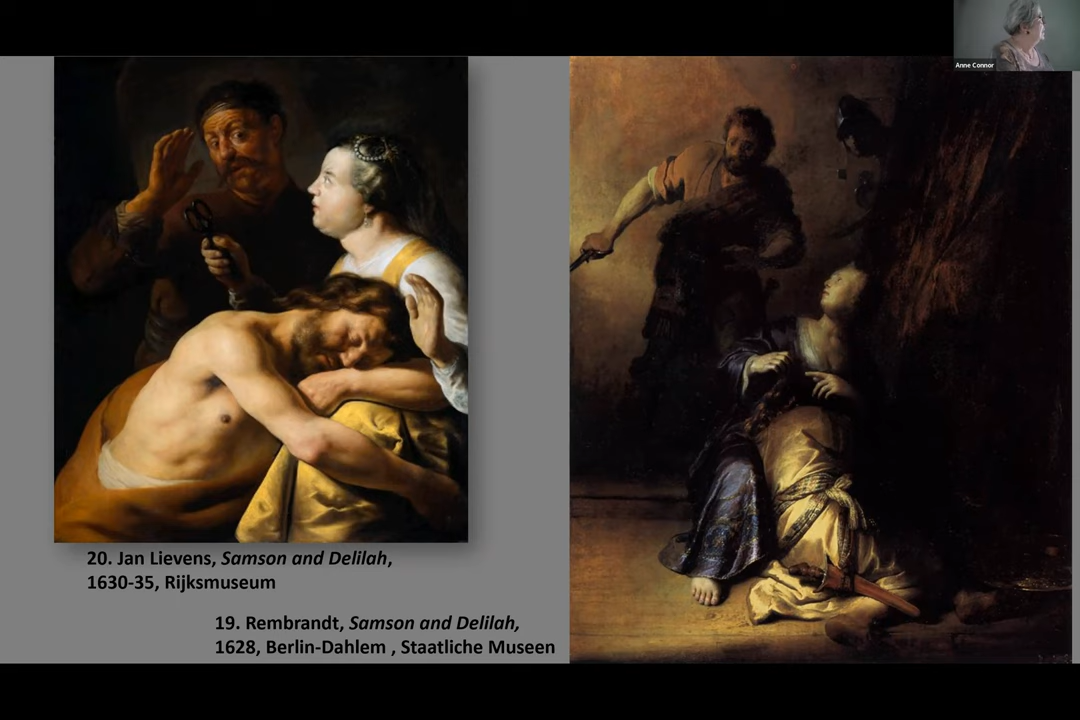 Anne Connor
20. Jan Lievens, Samson and Delilah,
1630-35, Rijksmuseum
19. Rembrandt, Samson and Delilah,
1628, Berlin-Dahlem , Staatliche Museen